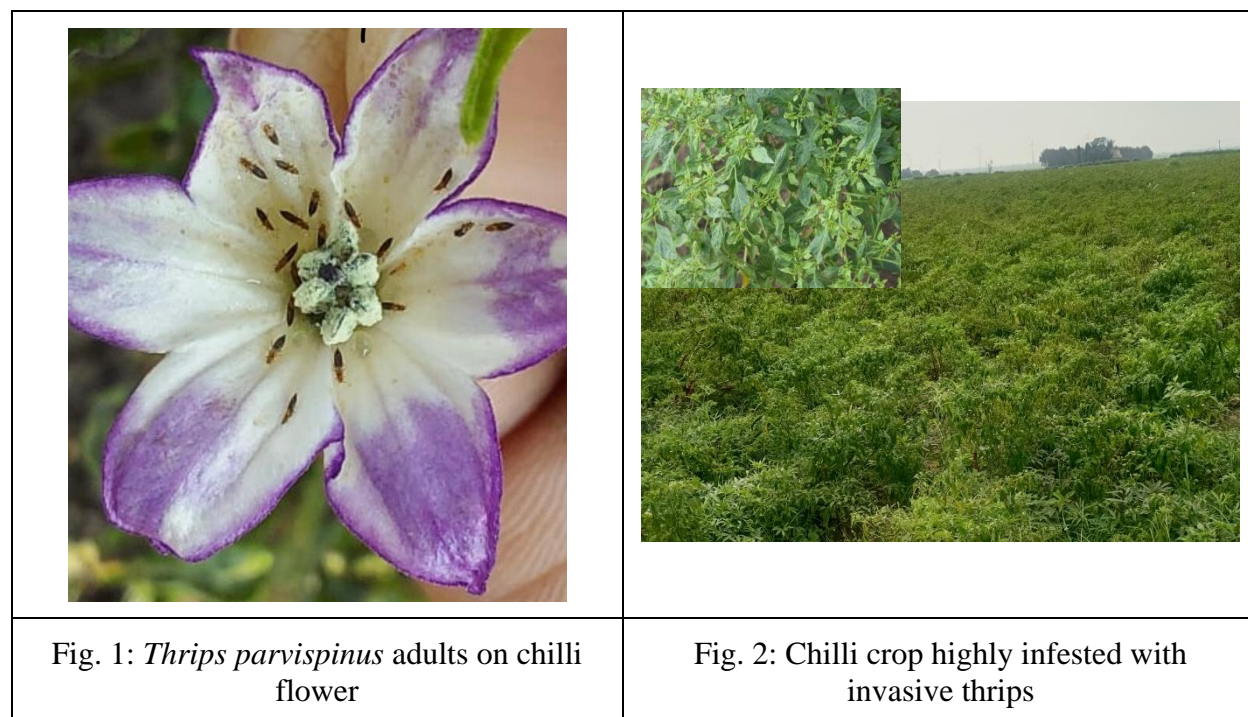 Fig. 1: Thrips parvispinus adults on chilli
flower
Fig. 2: Chilli crop highly infested with
invasive thrips